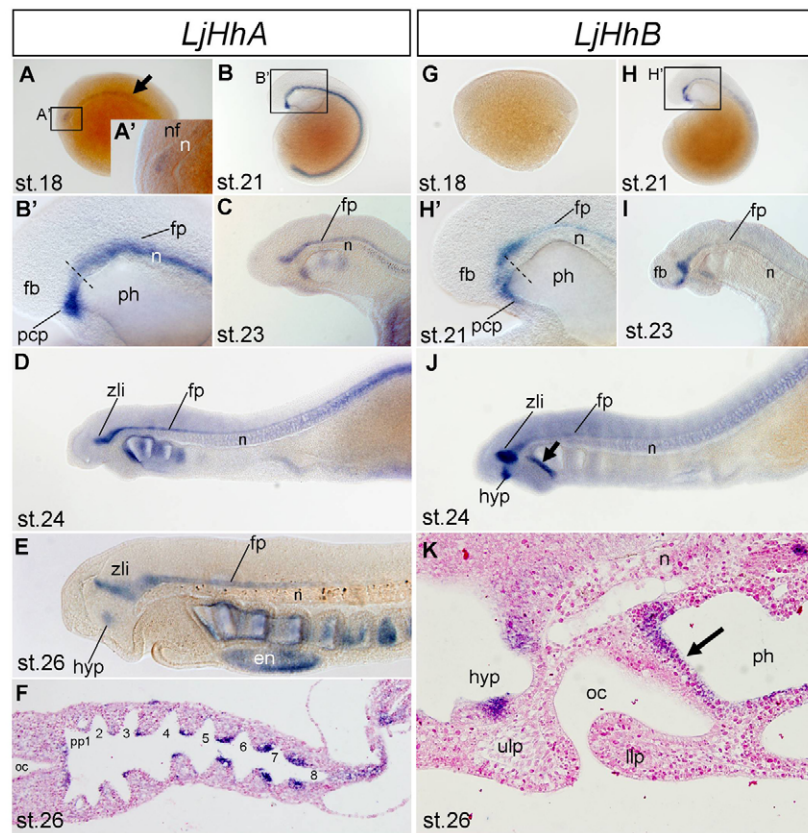 LjHhA
LjHhB
A
A'
A'
nf
n
st.18
B
B'
st.21
G
st.18
H
H'
st.21
B'
fp
n
fb
ph
pcp
C
fp
n
st.23
H'
fp
n
fb
ph
pcp
st.21
I
fp
fb
n
st.23
D
zli
fp
n
st.24
J
fp
zli
n
hyp
st.24
E
fp
zli
n
hyp
en
st.26
K
n
hyp
ph
oc
ulp
llp
st.26
F
pp1 2 3 4 5 6 7 8
oc
st.26